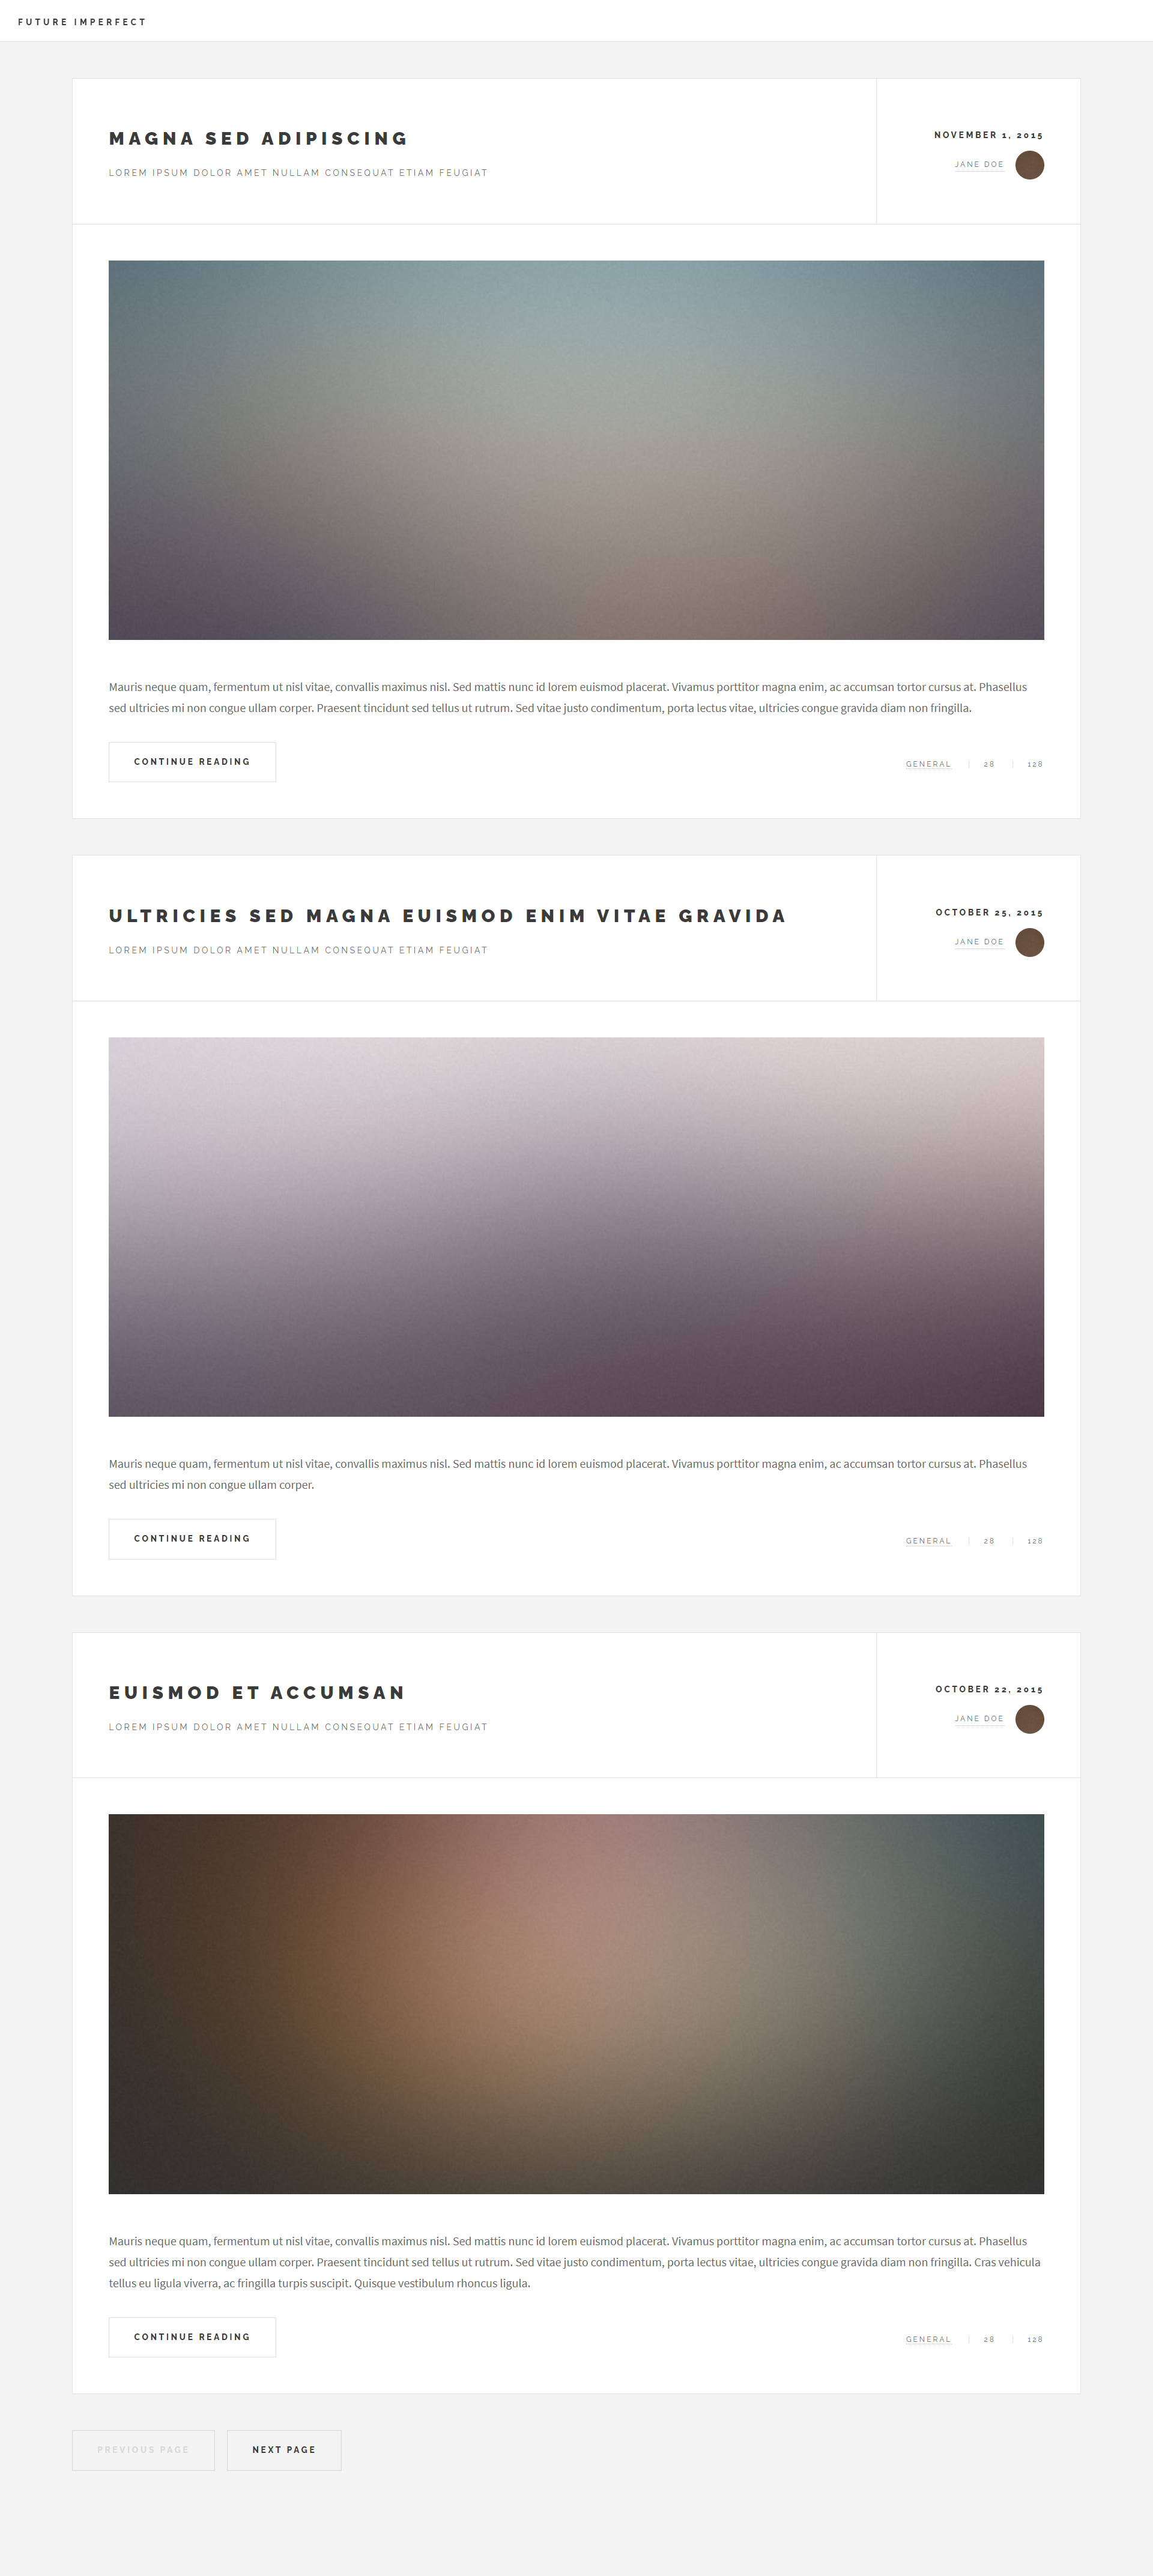 FUTURE IMPERFECT
MAGNA SED ADIPISCING
LOREM IPSUM DOLOR AMET NULLAM CONSEQUAT ETIAM FEUGIAT
NOVEMBER 1, 2015
JANE DOE
Mauris neque quam, fermentum ut nisl vitae, convallis maximus nisl. Sed mattis nunc id lorem euismod placerat. Vivamus porttitor magna enim, ac accumsan tortor cursus at. Phasellus
sed ultricies mi non congue ullam corper. Praesent tincidunt sed tellus ut rutrum. Sed vitae justo condimentum, porta lectus vitae, ultricies congue gravida diam non fringilla.
CONTINUE READING
GENERAL 28 128
ULTRICIES SED MAGNA EUISMOD ENIM VITAE GRAVIDA
LOREM IPSUM DOLOR AMET NULLAM CONSEQUAT ETIAM FEUGIAT
OCTOBER 25, 2015
JANE DOE
Mauris neque quam, fermentum ut nisl vitae, convallis maximus nisl. Sed mattis nunc id lorem euismod placerat. Vivamus porttitor magna enim, ac accumsan tortor cursus at. Phasellus
sed ultricies mi non congue ullam corper.
CONTINUE READING
GENERAL 28 128
EUISMOD ET ACCUMSAN
LOREM IPSUM DOLOR AMET NULLAM CONSEQUAT ETIAM FEUGIAT
OCTOBER 22, 2015
JANE DOE
Mauris neque quam, fermentum ut nisl vitae, convallis maximus nisl. Sed mattis nunc id lorem euismod placerat. Vivamus porttitor magna enim, ac accumsan tortor cursus at. Phasellus
sed ultricies mi non congue ullam corper. Praesent tincidunt sed tellus ut rutrum. Sed vitae justo condimentum, porta lectus vitae, ultricies congue gravida diam non fringilla. Cras vehicula
tellus eu ligula viverra, ac fringilla turpis suscipit. Quisque vestibulum rhoncus ligula.
CONTINUE READING
GENERAL 28 128
PREVIOUS PAGE NEXT PAGE